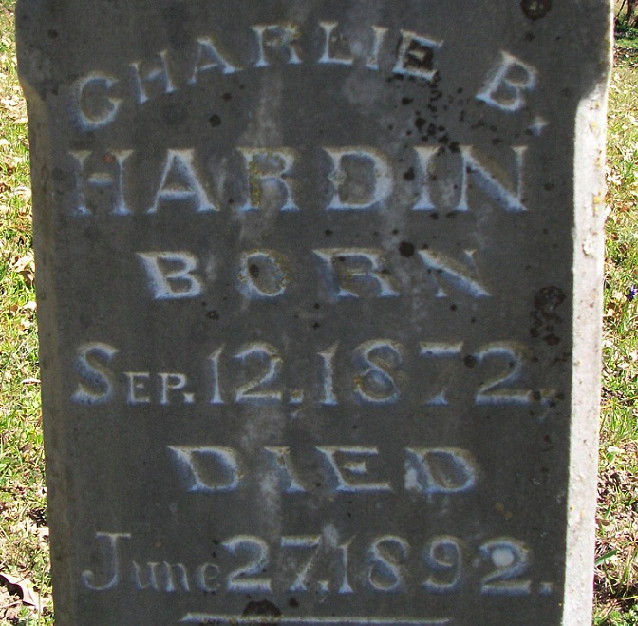 CHARLIE B.
HARDIN
BORN
SEP. 12, 1872.
DIED
June 27, 1892.